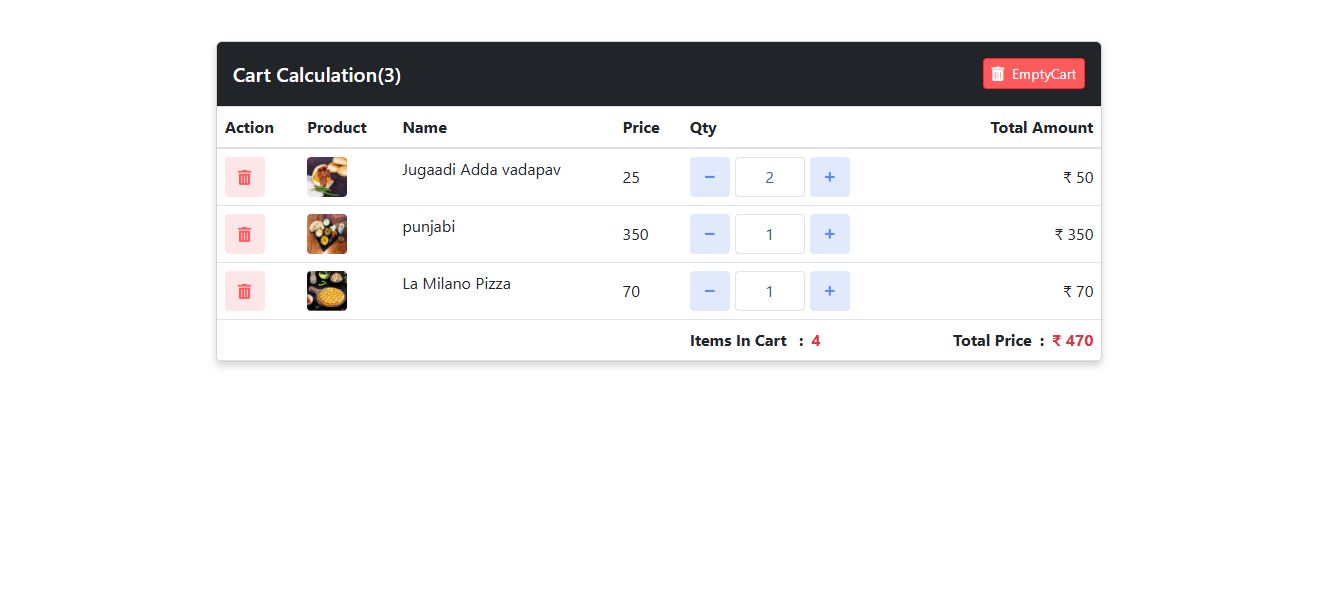 Cart Calculation(3) EmptyCart
Action Product Name Price Qty Total Amount
Jugaadi Adda vadapav 25 − 2 + ₹ 50
punjabi 350 − 1 + ₹ 350
La Milano Pizza 70 − 1 + ₹ 70
Items In Cart : 4 Total Price : ₹ 470